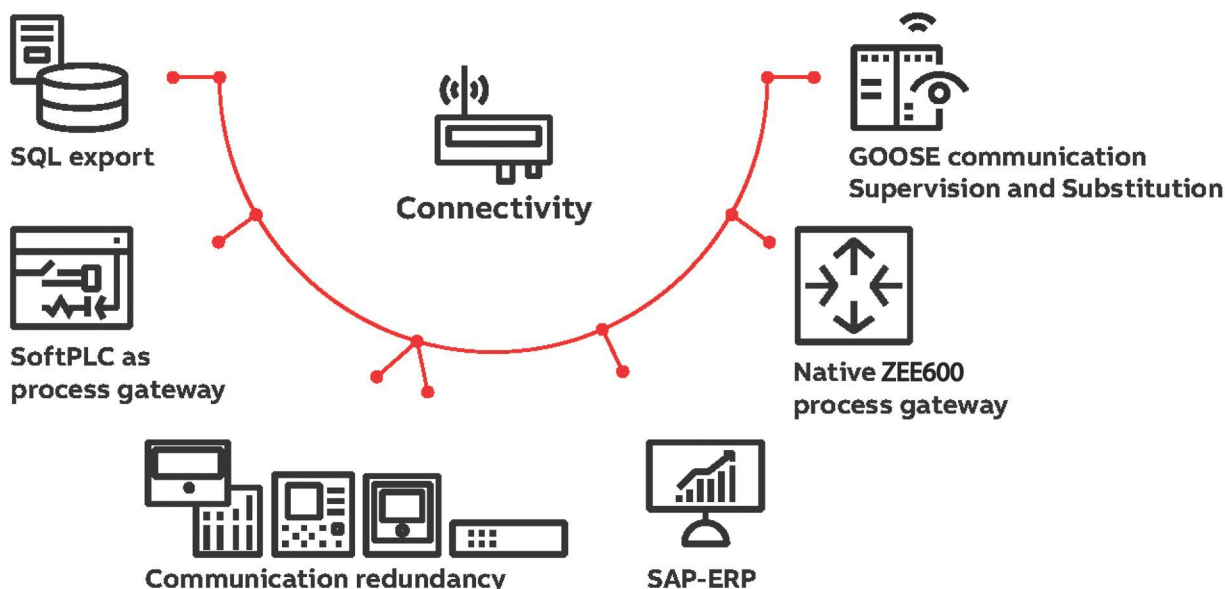 SQL export
Connectivity
GOOSE communication
Supervision and Substitution
SoftPLC as
process gateway
Native ZEE600
process gateway
Communication redundancy
SAP-ERP